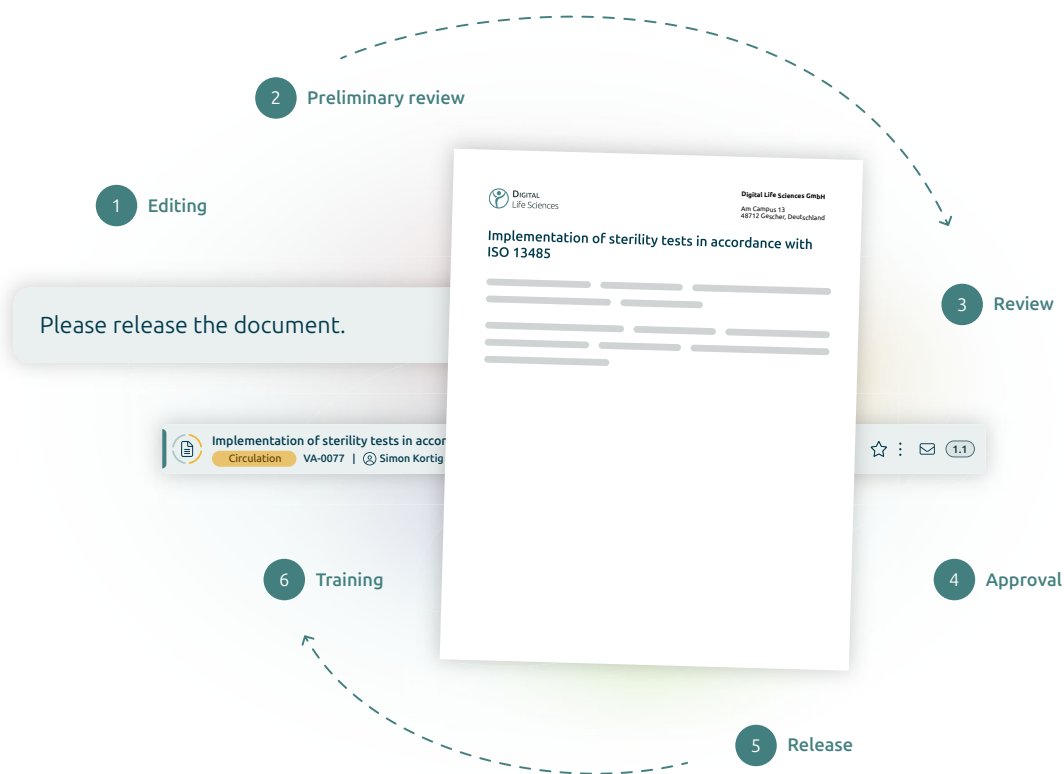 2 Preliminary review
1 Editing
DIGITAL
Life Sciences
Digital Life Sciences GmbH
Am Campus 13
48712 Gescher, Deutschland
Implementation of sterility tests in accordance with
ISO 13485
3 Review
Please release the document.
Implementation of sterility tests in accor
Circulation VA-0077 | Simon Kortig
1.1
6 Training
4 Approval
5 Release